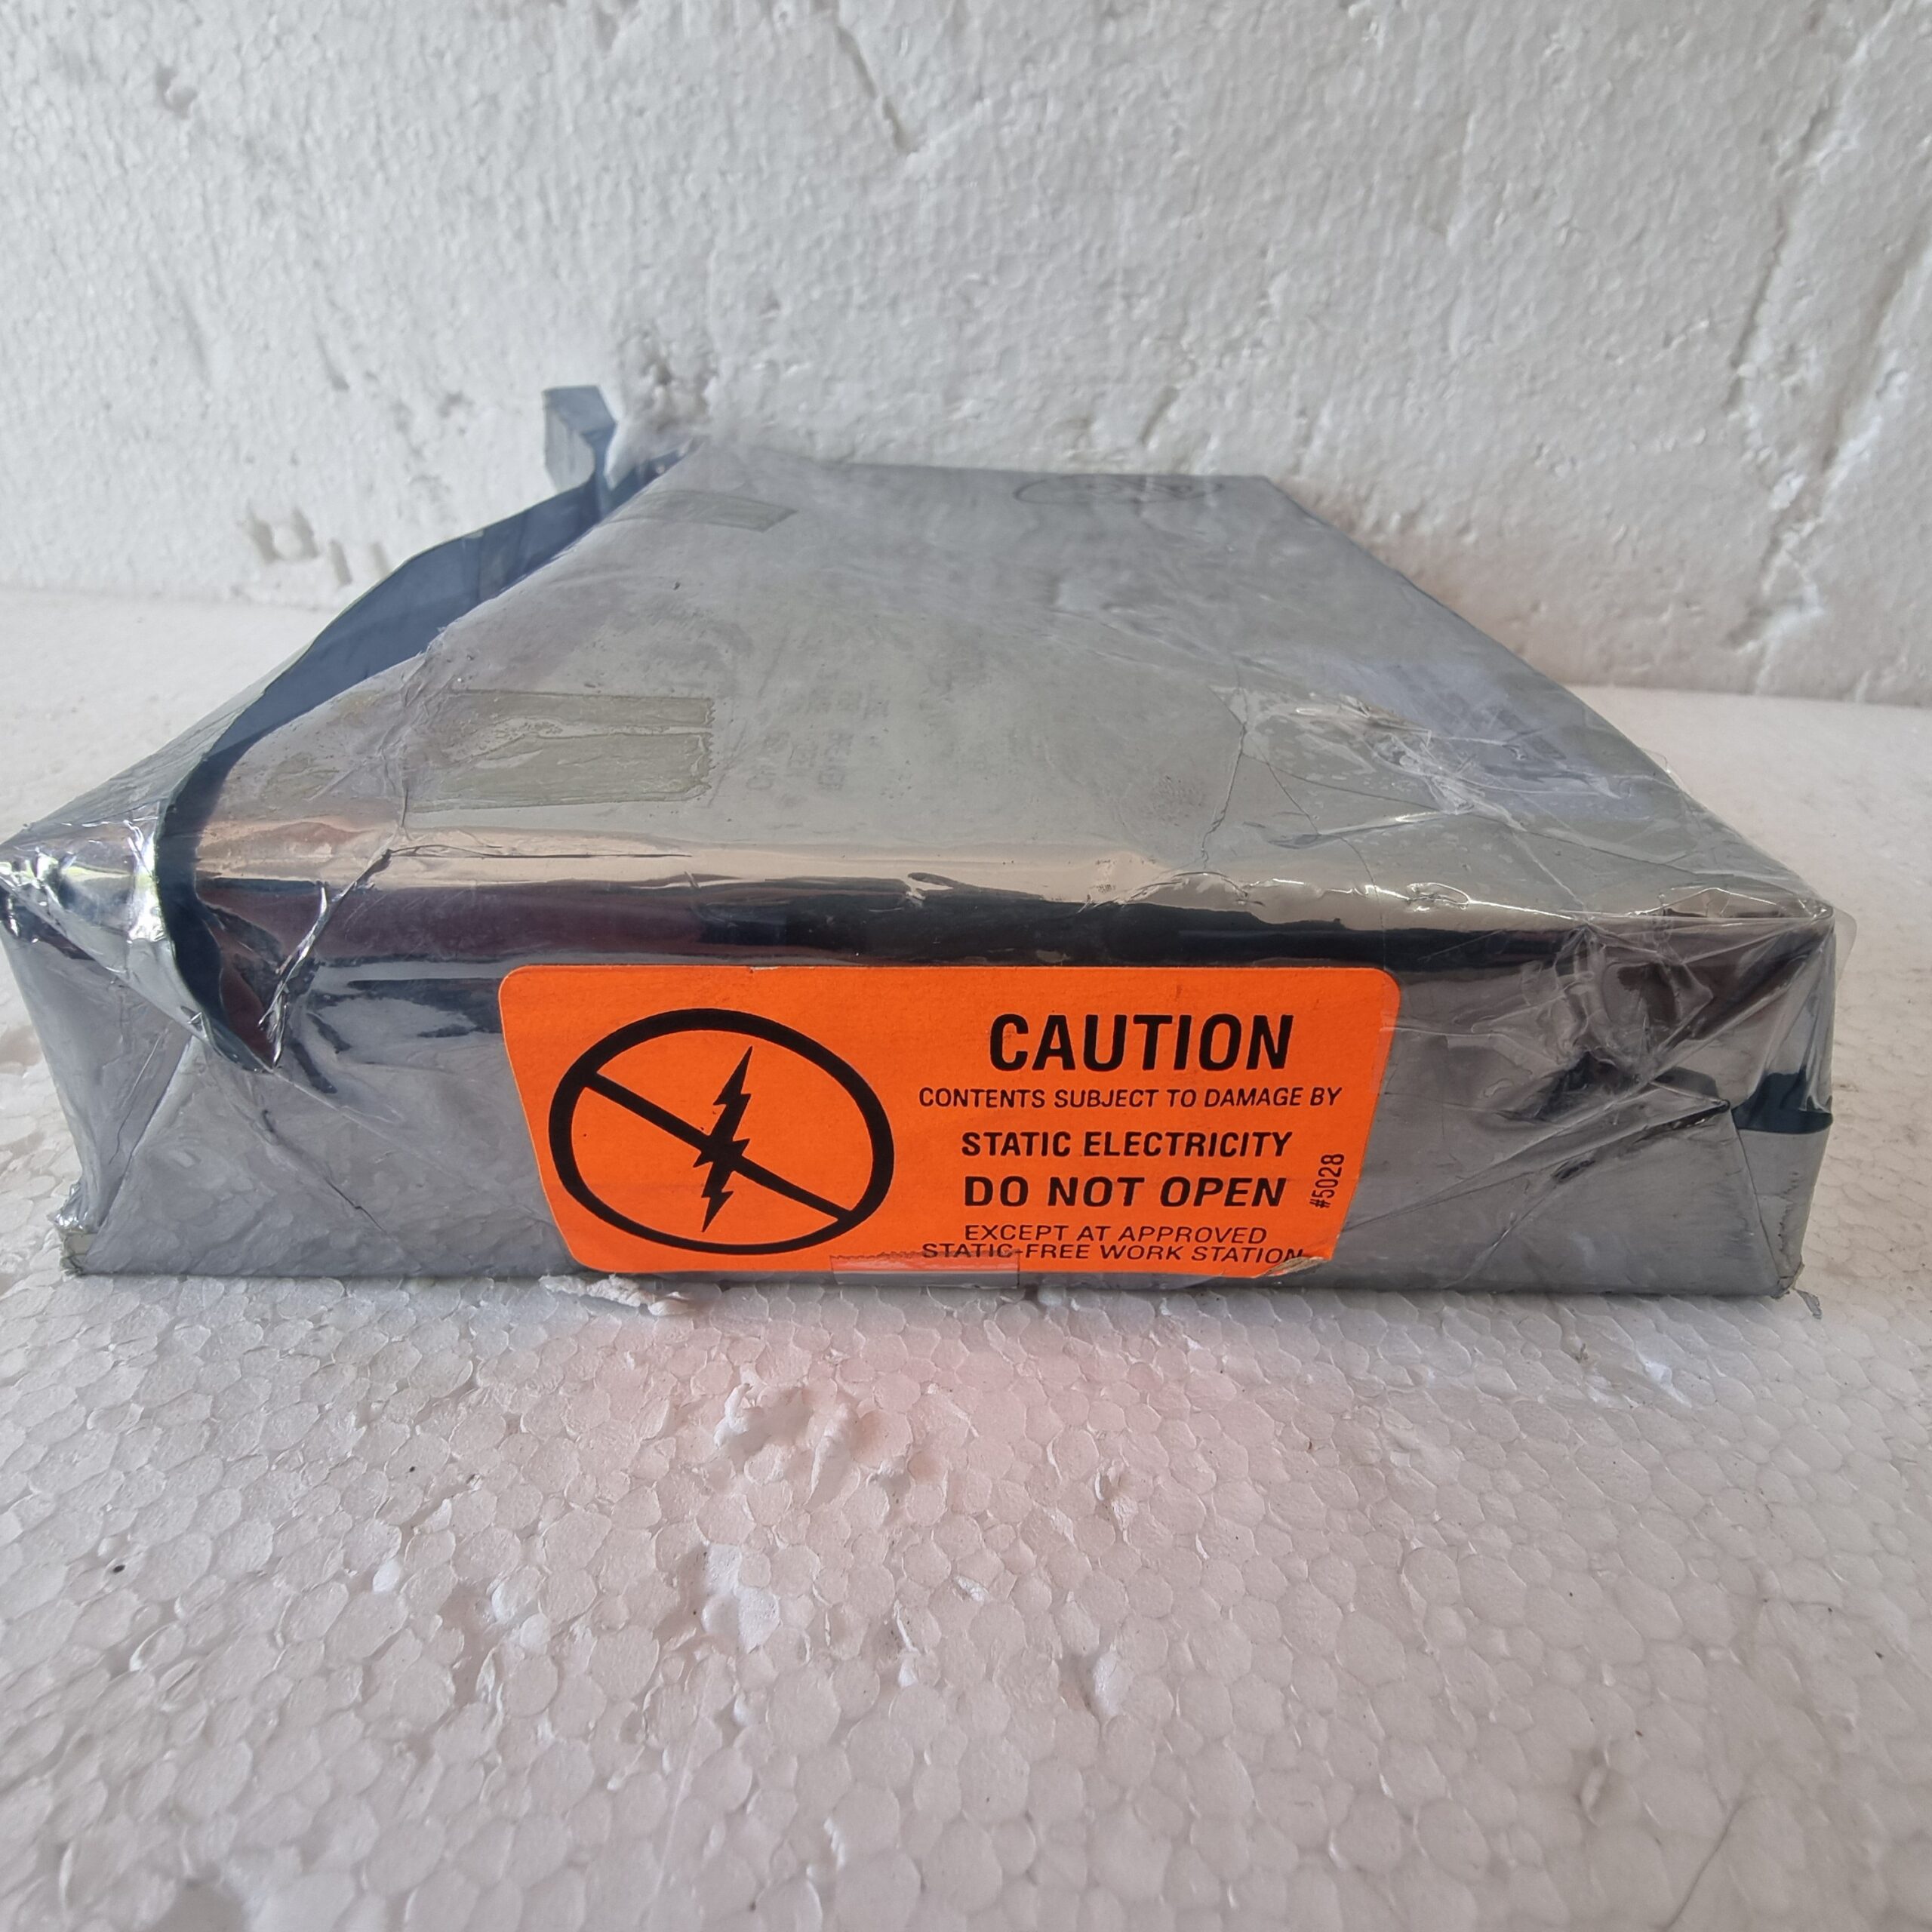 CAUTION
CONTENTS SUBJECT TO DAMAGE BY
STATIC ELECTRICITY
DO NOT OPEN
EXCEPT AT APPROVED
STATIC-FREE WORK STATION
#5028